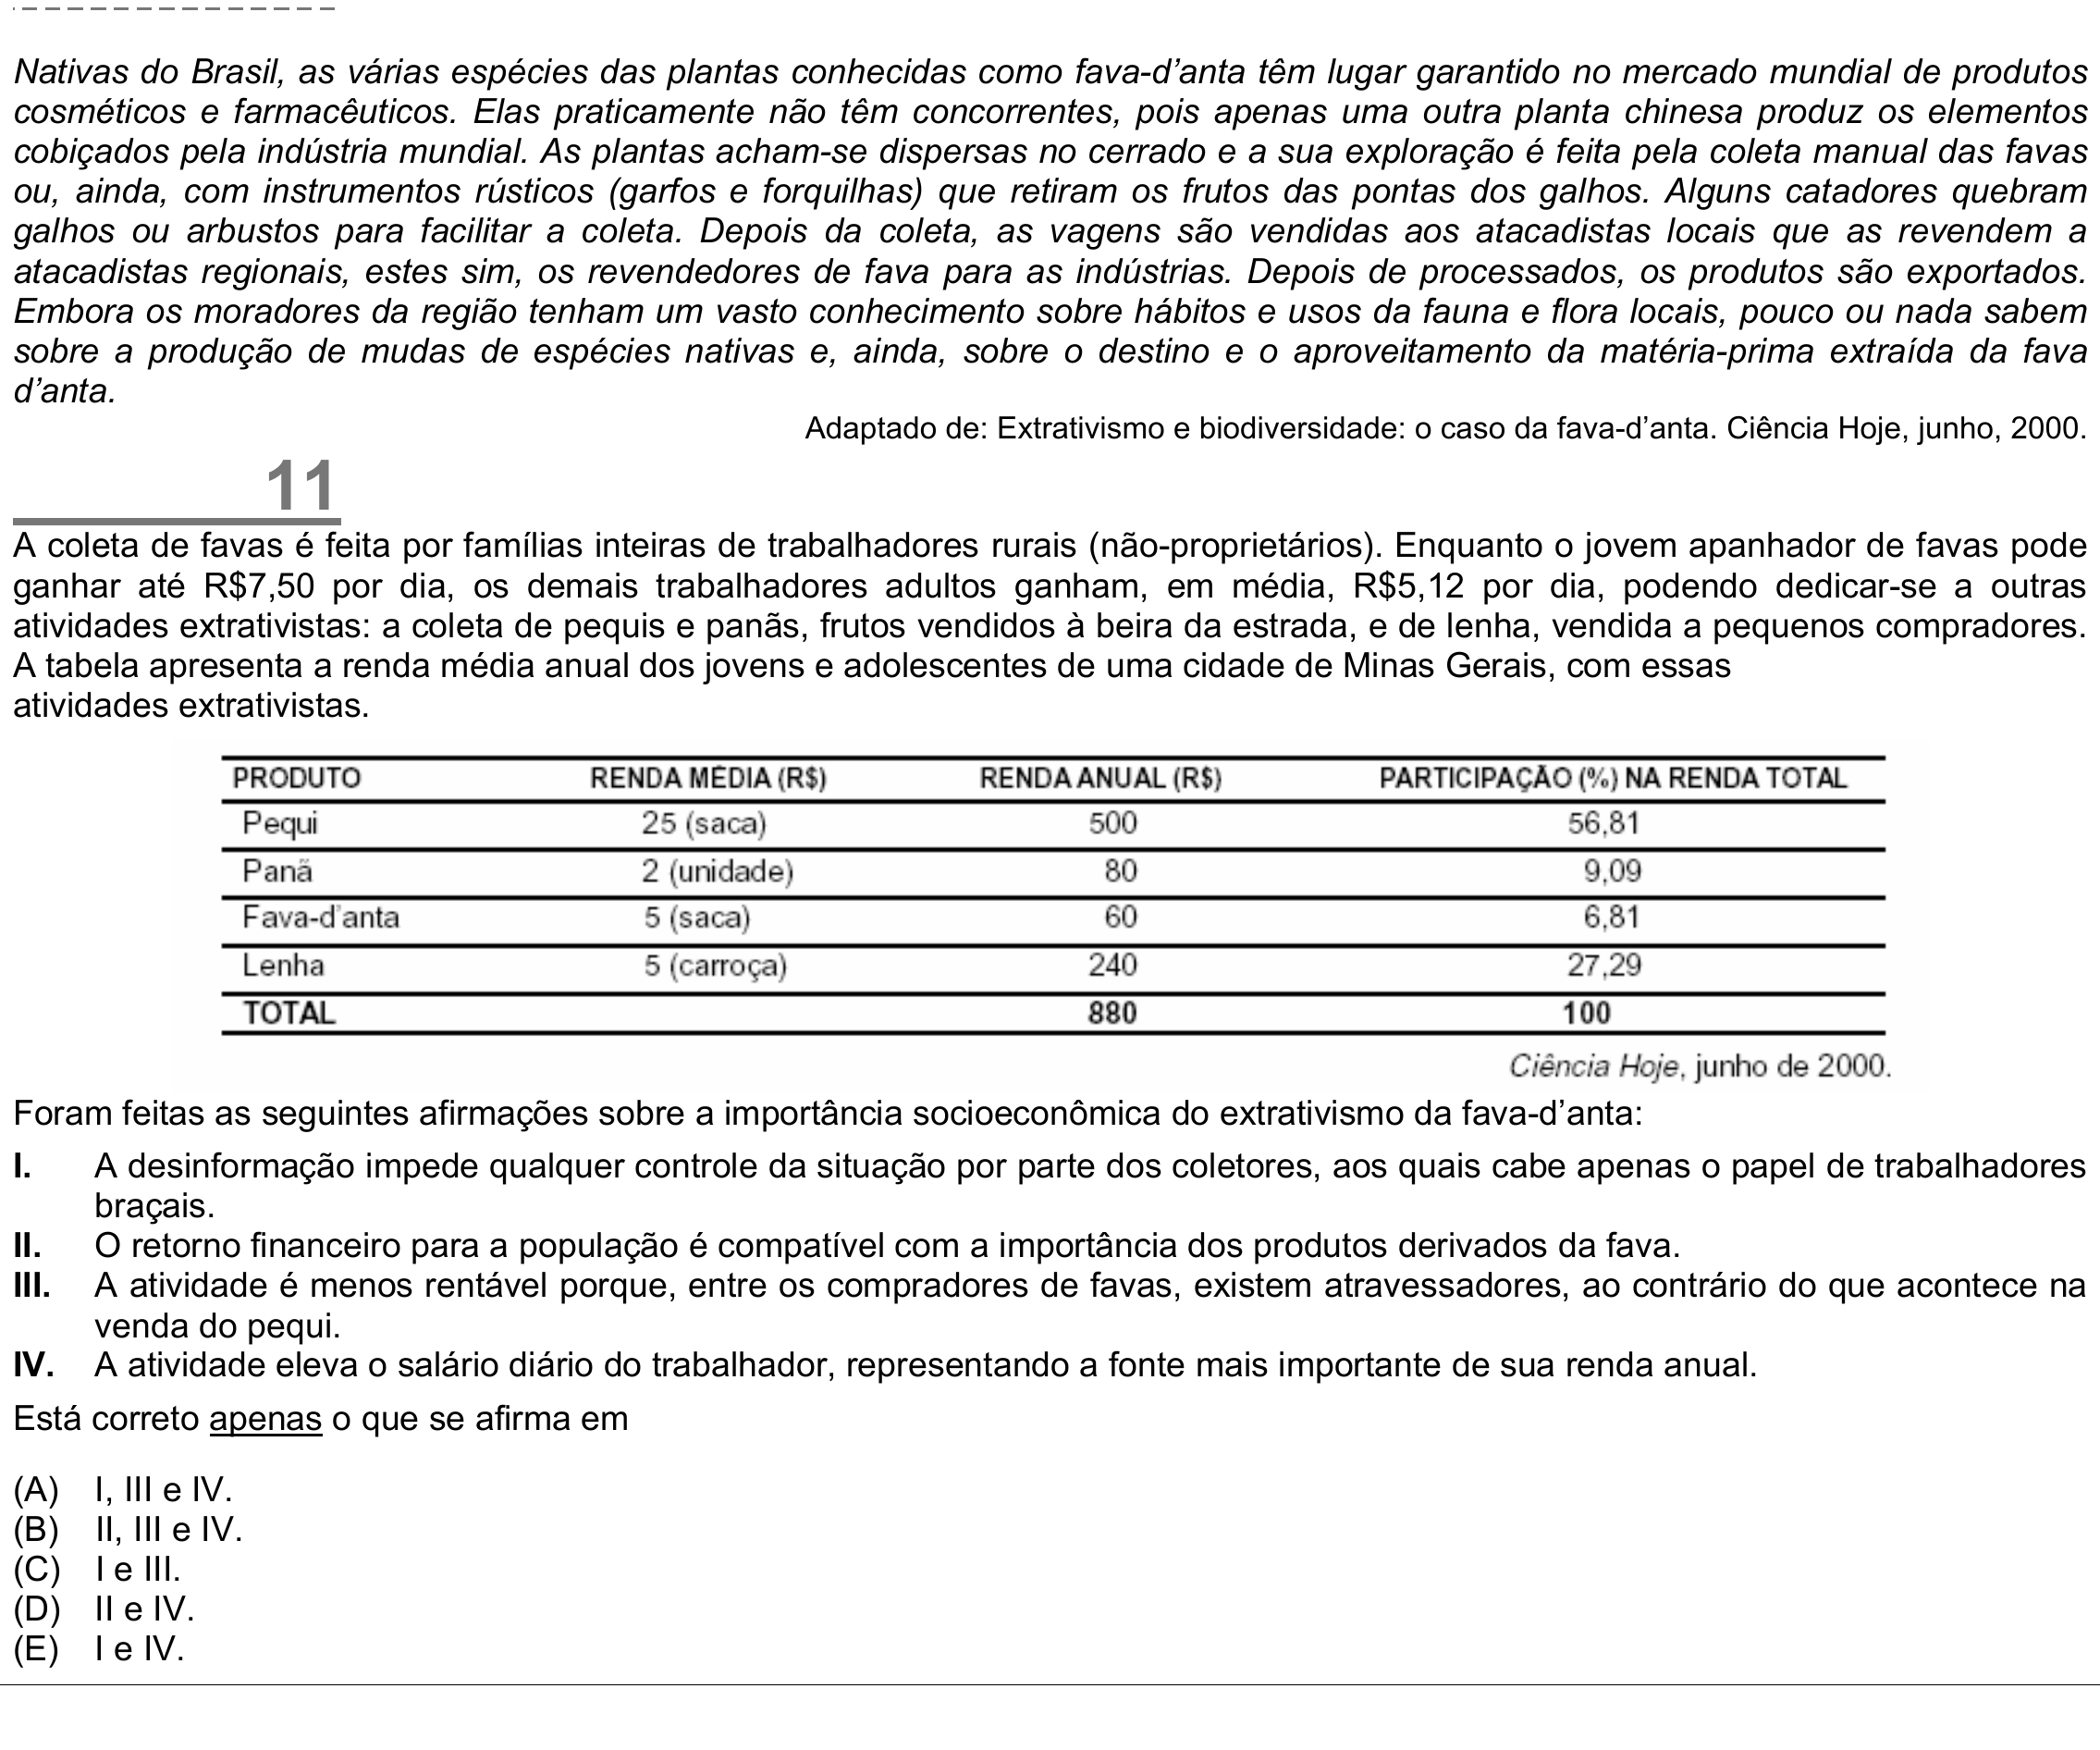 Nativas do Brasil, as várias espécies das plantas conhecidas como fava-d’anta têm lugar garantido no mercado mundial de produtos
cosméticos e farmacêuticos. Elas praticamente não têm concorrentes, pois apenas uma outra planta chinesa produz os elementos
cobiçados pela indústria mundial. As plantas acham-se dispersas no cerrado e a sua exploração é feita pela coleta manual das favas
ou, ainda, com instrumentos rústicos (garfos e forquilhas) que retiram os frutos das pontas dos galhos. Alguns catadores quebram
galhos ou arbustos para facilitar a coleta. Depois da coleta, as vagens são vendidas aos atacadistas locais que as revendem a
atacadistas regionais, estes sim, os revendedores de fava para as indústrias. Depois de processados, os produtos são exportados.
Embora os moradores da região tenham um vasto conhecimento sobre hábitos e usos da fauna e flora locais, pouco ou nada sabem
sobre a produção de mudas de espécies nativas e, ainda, sobre o destino e o aproveitamento da matéria-prima extraída da fava
d’anta.
Adaptado de: Extrativismo e biodiversidade: o caso da fava-d’anta. Ciência Hoje, junho, 2000.
11
A coleta de favas é feita por famílias inteiras de trabalhadores rurais (não-proprietários). Enquanto o jovem apanhador de favas pode
ganhar até R$7,50 por dia, os demais trabalhadores adultos ganham, em média, R$5,12 por dia, podendo dedicar-se a outras
atividades extrativistas: a coleta de pequis e panãs, frutos vendidos à beira da estrada, e de lenha, vendida a pequenos compradores.
A tabela apresenta a renda média anual dos jovens e adolescentes de uma cidade de Minas Gerais, com essas
atividades extrativistas.
PRODUTO RENDA MÉDIA (R$) RENDA ANUAL (R$) PARTICIPAÇÃO (%) NA RENDA TOTAL
Pequi 25 (saca) 500 56,81
Panã 2 (unidade) 80 9,09
Fava-d’anta 5 (saca) 60 6,81
Lenha 5 (carroça) 240 27,29
TOTAL 880 100
Ciência Hoje, junho de 2000.
Foram feitas as seguintes afirmações sobre a importância socioeconômica do extrativismo da fava-d’anta:
I. A desinformação impede qualquer controle da situação por parte dos coletores, aos quais cabe apenas o papel de trabalhadores
braçais.
II. O retorno financeiro para a população é compatível com a importância dos produtos derivados da fava.
III. A atividade é menos rentável porque, entre os compradores de favas, existem atravessadores, ao contrário do que acontece na
venda do pequi.
IV. A atividade eleva o salário diário do trabalhador, representando a fonte mais importante de sua renda anual.
Está correto apenas o que se afirma em
(A) I, III e IV.
(B) II, III e IV.
(C) I e III.
(D) II e IV.
(E) I e IV.